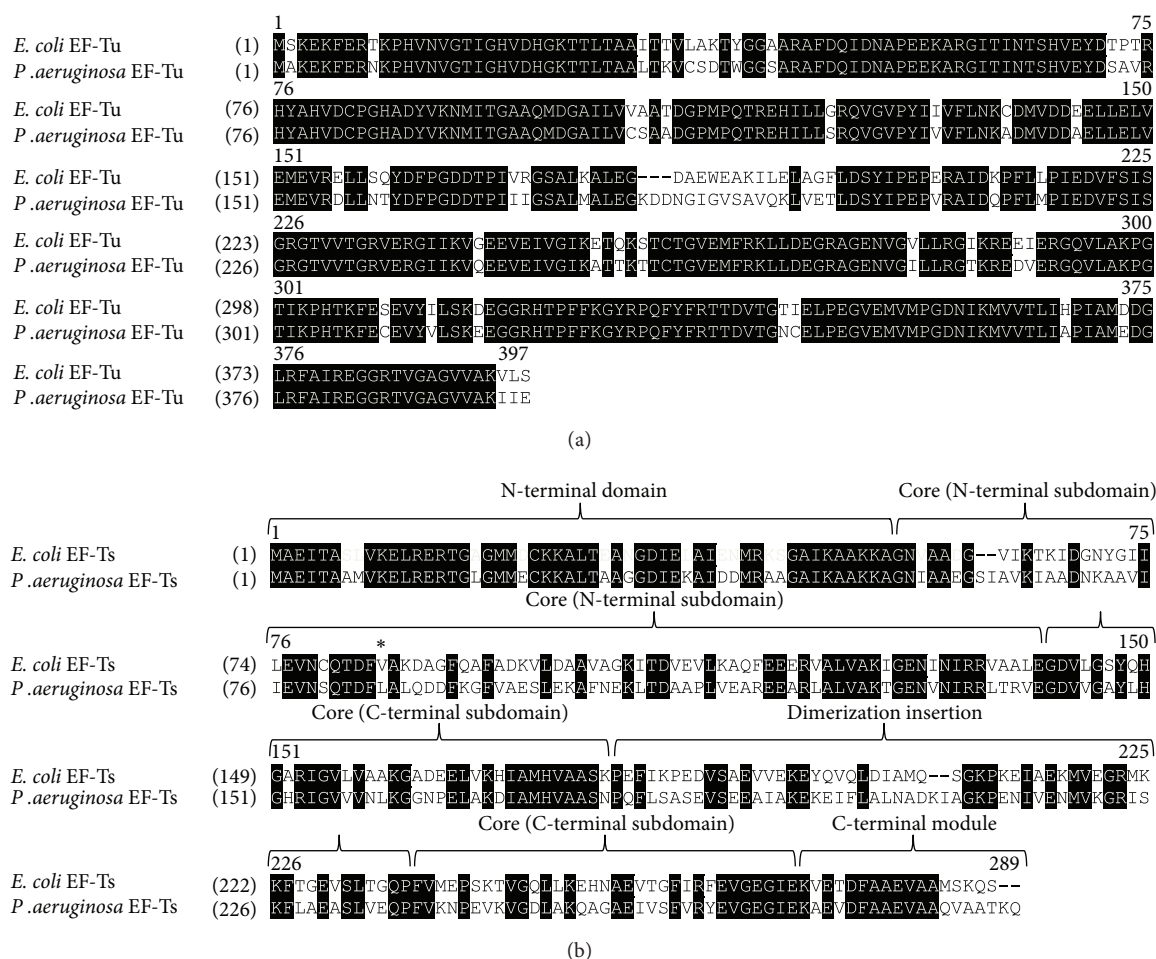 1 75
E. coli EF-Tu (1) MSKEKFERTKPHVNVGTIGHVDHGKTTLTAAITTVLAKTYGGAARAFDQIDNAPEEKARGITINTSHVEYDTPTR
P .aeruginosa EF-Tu (1) MAKEKFERNKPHVNVGTIGHVDHGKTTLTAALTKVCSDTWGGSARAFDQIDNAPEEKARGITINTSHVEYDSAVR
76 150
E. coli EF-Tu (76) HYAHVDCPGHADYVKNMITGAAQMDGAILVVAATDGPMPQTREHILLGRQVGVPYIIVFLNKCDMVDDEELLELV
P .aeruginosa EF-Tu (76) HYAHVDCPGHADYVKNMITGAAQMDGAILVCSAADGPMPQTREHILLSRQVGVPYIVVFLNKADMVDDAELLELV
151 225
E. coli EF-Tu (151) EMEVRELLSQYDFPGDDTPIVRGSALKALEG---DAEWEAKILELAGFLDSYIPEPERAIDKPFLLPIEDVFSIS
P .aeruginosa EF-Tu (151) EMEVRDLLNTYDFPGDDTPIIIGSALMALEGKDDNGIGVSAVQKLVETLDSYIPEPVRAIDQPFLMPIEDVFSIS
226 300
E. coli EF-Tu (223) GRGTVVTGRVERGIIKVGEEVEIVGIKETQKSTCTGVEMFRKLLDEGRAGENVGVLLRGIKREEIERGQVLAKPG
P .aeruginosa EF-Tu (226) GRGTVVTGRVERGIIKVQEEVEIVGIKATTKTTCTGVEMFRKLLDEGRAGENVGILLRGTKREDVERGQVLAKPG
301 375
E. coli EF-Tu (298) TIKPHTKFESEVYILSKDEGGRHTPFFKGYRPQFYFRTTDVTGTIELPEGVEMVMPGDNIKMVVTLIHPIAMDDG
P .aeruginosa EF-Tu (301) TIKPHTKFECEVYVLSKEEGGRHTPFFKGYRPQFYFRTTDVTGNCELPEGVEMVMPGDNIKMVVTLIAPIAMEDG
376 397
E. coli EF-Tu (373) LRFAIREGGRTVGAGVVAKVLS
P .aeruginosa EF-Tu (376) LRFAIREGGRTVGAGVVAKIIE
(a)
N-terminal domain Core (N-terminal subdomain)
1 75
E. coli EF-Ts (1) MAEITASLVKELRERTG GMM CKKALT A GDIE AI NMRKSGAIKAAKKAGN AA G--VIKTKIDGNYGII
P .aeruginosa EF-Ts (1) MAEITAAMVKELRERTGLGMMECKKALTAAGGDIEKAIDDMRAAGAIKAAKKAGNIAAEGSIAVKIAADNKAAVI
Core (N-terminal subdomain)
76 * 150
E. coli EF-Ts (74) LEVNCQTDFVAKDAGFQAFADKVLDAAVAGKITDVEVLKAQFEEERVALVAKIGENINIRRVAALEGDVLGSYQH
P .aeruginosa EF-Ts (76) IEVNSQTDFLALQDDFKGFVAESLEKAFNEKLTDAAPLVEAREEARLALVAKTGENVNIRRLTRVEGDVVGAYLH
Core (C-terminal subdomain) Dimerization insertion
151 225
E. coli EF-Ts (149) GARIGVLVAAKGADEELVKHIAMHVAASKPEFIKPEDVSAEVVEKEYQVQLDIAMQ--SGKPKEIAEKMVEGRMK
P .aeruginosa EF-Ts (151) GHRIGVVVNLKGGNPELAKDIAMHVAASNPQFLSASEVSEEAIAKEKEIFLALNADKIAGKPENIVENMVKGRIS
Core (C-terminal subdomain) C-terminal module
226 289
E. coli EF-Ts (222) KFTGEVSLTGQPFVMEPSKTVGQLLKEHNAEVTGFIRFEVGEGIEKVETDFAAEVAAMSKQS--
P .aeruginosa EF-Ts (226) KFLAEASLVEQPFVKNPEVKVGDLAKQAGAEIVSFVRYEVGEGIEKAEVDFAAEVAAQVAATKQ
(b)